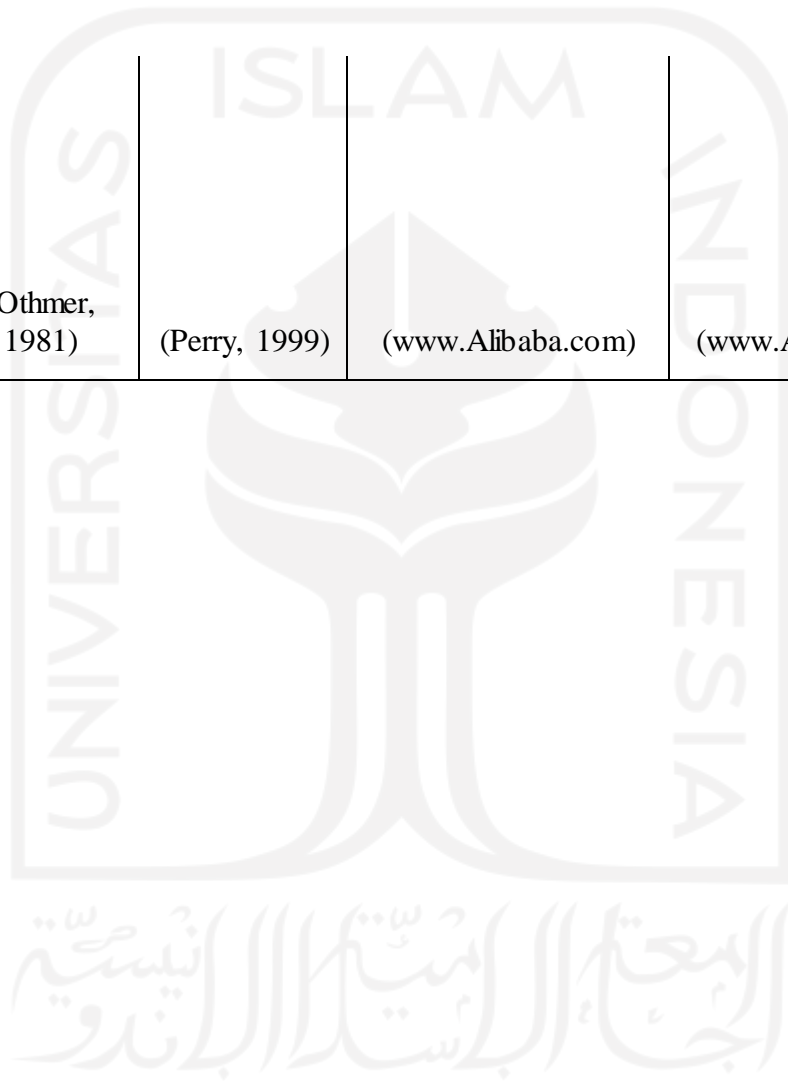 ISLAM
UNIVERSITAS
INDONESIA
Othmer,
1981)
(Perry, 1999)
(www.Alibaba.com)
(www.A